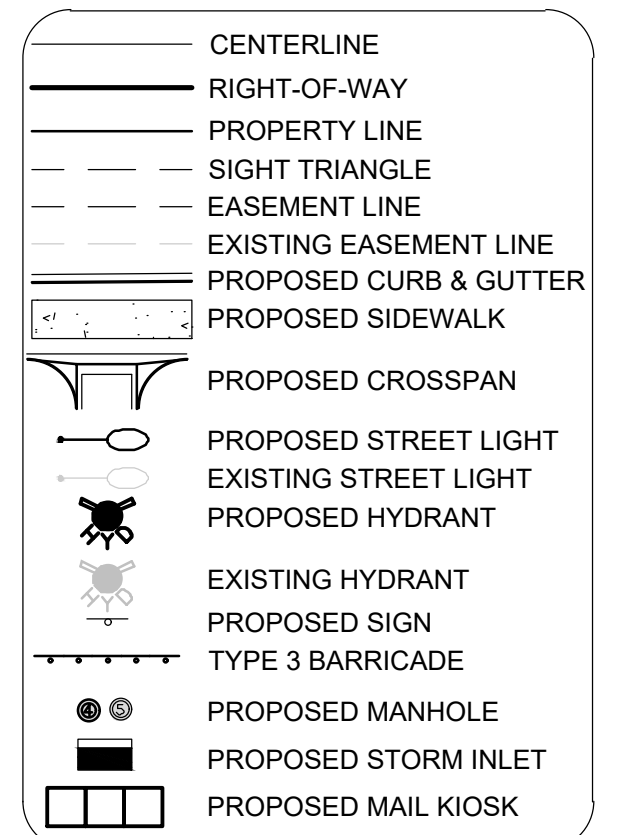 CENTERLINE
RIGHT-OF-WAY
PROPERTY LINE
SIGHT TRIANGLE
EASEMENT LINE
EXISTING EASEMENT LINE
PROPOSED CURB & GUTTER
PROPOSED SIDEWALK
PROPOSED CROSSPAN
PROPOSED STREET LIGHT
EXISTING STREET LIGHT
HYD PROPOSED HYDRANT
HYD EXISTING HYDRANT
PROPOSED SIGN
TYPE 3 BARRICADE
4 5 PROPOSED MANHOLE
PROPOSED STORM INLET
PROPOSED MAIL KIOSK